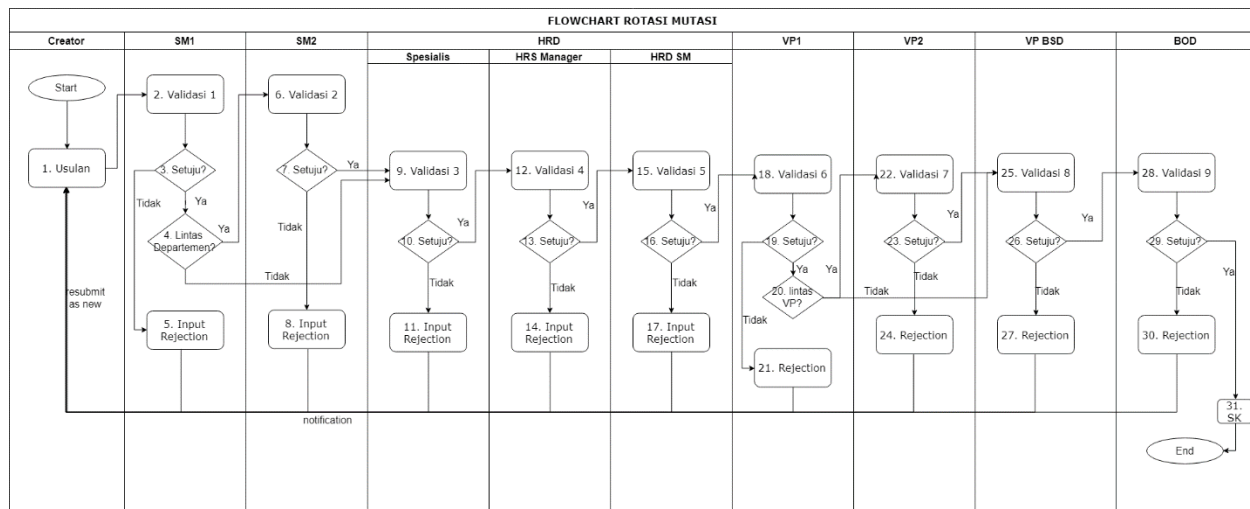 FLOWCHART ROTASI MUTASI
Creator
SM1
SM2
HRD
VP1
VP2
VP BSD
BOD
Spesialis
HRS Manager
HRD SM
Start
1. Usulan
resubmit
as new
2. Validasi 1
3. Setuju?
Tidak
Ya
4. Lintas
Departemen?
Ya
Tidak
5. Input
Rejection
6. Validasi 2
7. Setuju?
Ya
Tidak
8. Input
Rejection
notification
9. Validasi 3
10. Setuju?
Ya
Tidak
11. Input
Rejection
12. Validasi 4
13. Setuju?
Ya
Tidak
14. Input
Rejection
15. Validasi 5
16. Setuju?
Ya
Tidak
17. Input
Rejection
18. Validasi 6
19. Setuju?
Ya
Tidak
20. lintas
VP?
Ya
Tidak
21. Rejection
22. Validasi 7
23. Setuju?
Ya
Tidak
24. Rejection
25. Validasi 8
26. Setuju?
Ya
Tidak
27. Rejection
28. Validasi 9
29. Setuju?
Ya
Tidak
30. Rejection
31.
SK
End